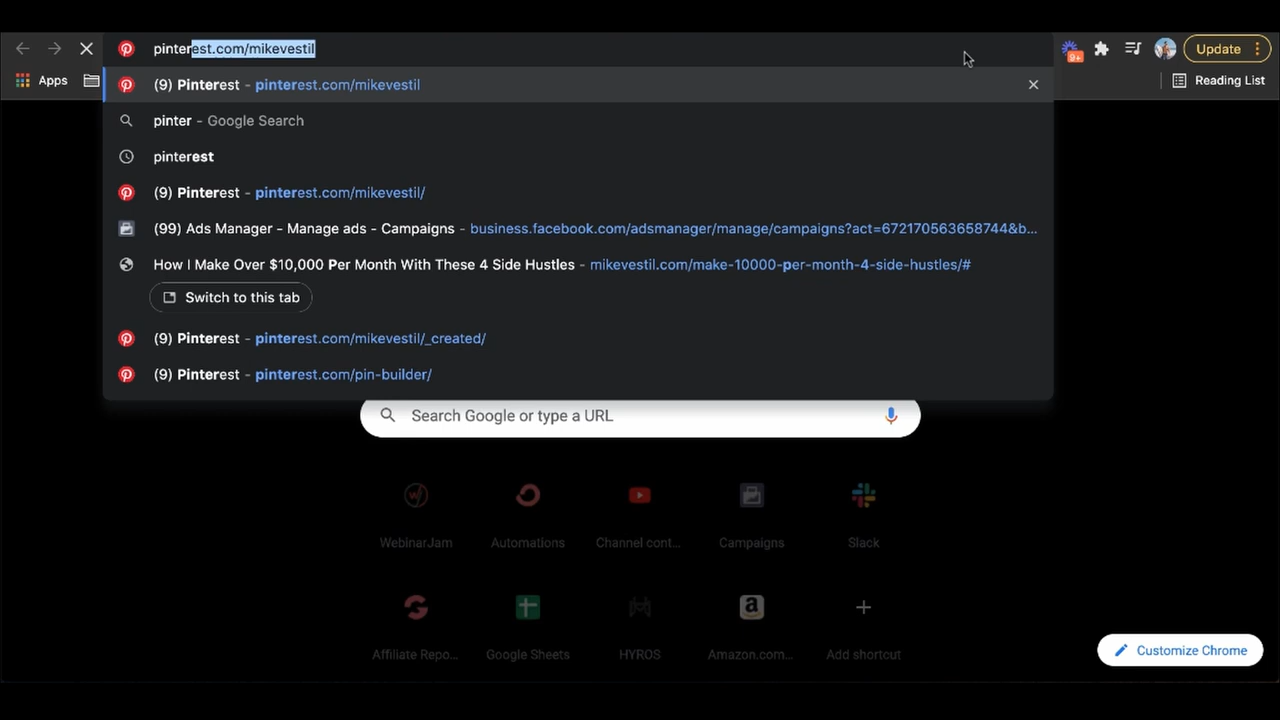 pinterest.com/mikevestil
9+
Update
Apps
Reading List
(9) Pinterest - pinterest.com/mikevestil
pinter - Google Search
pinterest
(9) Pinterest - pinterest.com/mikevestil/
(99) Ads Manager - Manage ads - Campaigns - business.facebook.com/adsmanager/manage/campaigns?act=672170563658744&b...
How I Make Over $10,000 Per Month With These 4 Side Hustles - mikevestil.com/make-10000-per-month-4-side-hustles/#
Switch to this tab
(9) Pinterest - pinterest.com/mikevestil/_created/
(9) Pinterest - pinterest.com/pin-builder/
Search Google or type a URL
WebinarJam Automations Channel cont... Campaigns Slack
Affiliate Repo... Google Sheets HYROS Amazon.com... Add shortcut
Customize Chrome